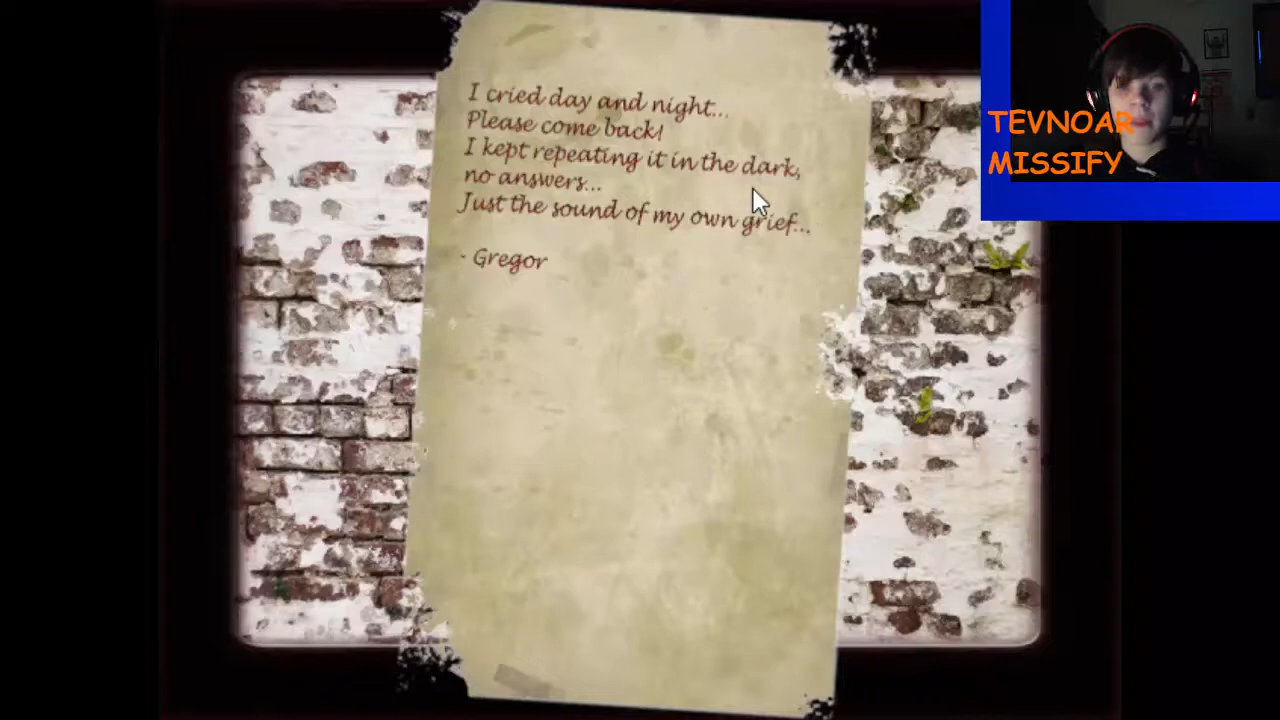 I cried day and night...
Please come back!
I kept repeating it in the dark,
no answers...
Just the sound of my own grief...
- Gregor
TEVNOAR
MISSIFY